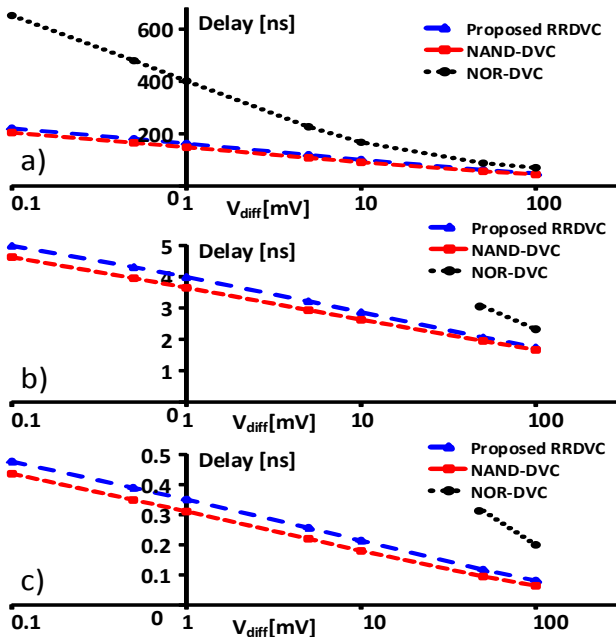 Delay [ns]
600
400
200
Proposed RRDVC
NAND-DVC
NOR-DVC
a)
0.1
0
1
10
100
Vdiff[mV]
Delay [ns]
5
4
3
2
1
Proposed RRDVC
NAND-DVC
NOR-DVC
b)
0.1
0
1
10
100
Vdiff[mV]
Delay [ns]
0.5
0.4
0.3
0.2
0.1
Proposed RRDVC
NAND-DVC
NOR-DVC
c)
0.1
0
1
10
100
Vdiff[mV]